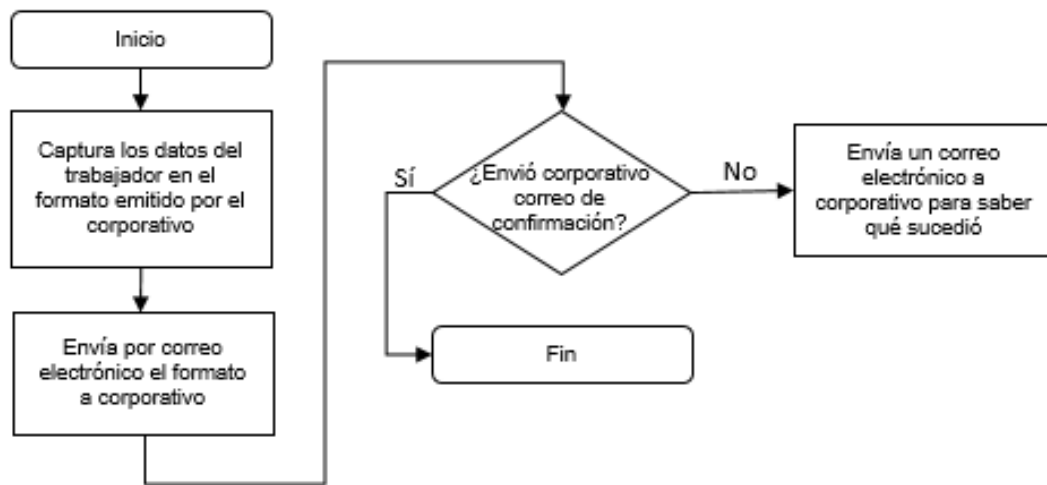 Inicio
Captura los datos del
trabajador en el
formato emitido por el
corporativo
Envía por correo
electrónico el formato
a corporativo
¿Envió corporativo
correo de
confirmación?
Sí
No
Envía un correo
electrónico a
corporativo para saber
qué sucedió
Fin